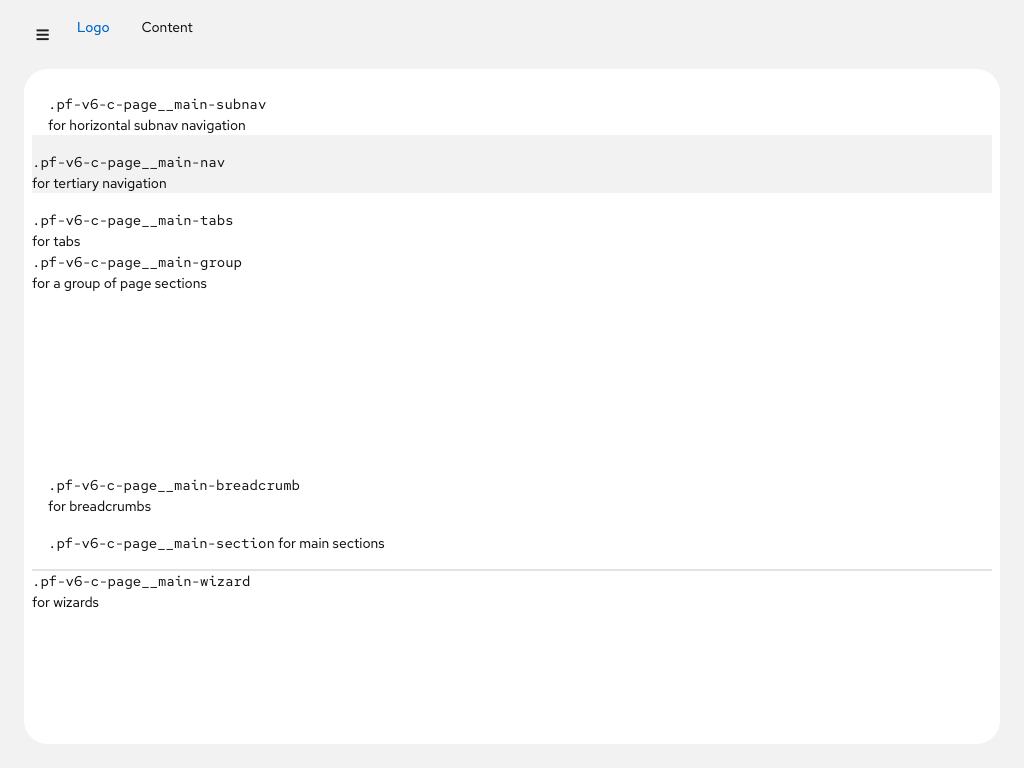 Logo Content
.pf-v6-c-page__main-subnav
for horizontal subnav navigation
.pf-v6-c-page__main-nav
for tertiary navigation
.pf-v6-c-page__main-tabs
for tabs
.pf-v6-c-page__main-group
for a group of page sections
.pf-v6-c-page__main-breadcrumb
for breadcrumbs
.pf-v6-c-page__main-section for main sections
.pf-v6-c-page__main-wizard
for wizards